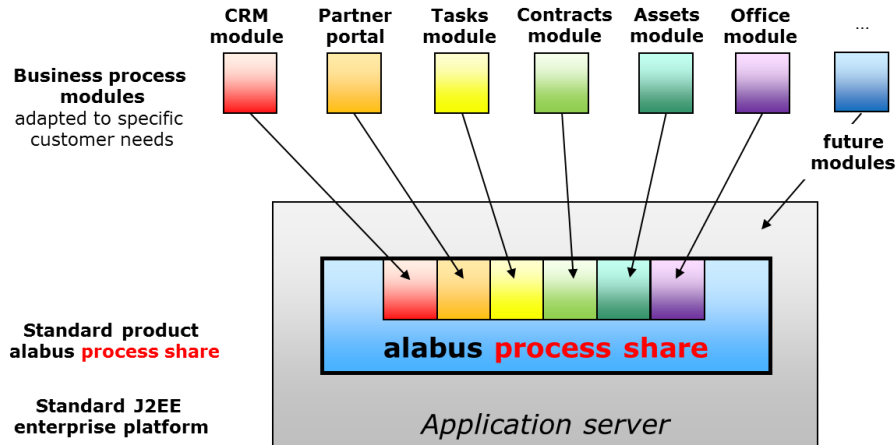 CRM
module
Partner
portal
Tasks
module
Contracts
module
Assets
module
Office
module
...
Business process
modules
adapted to specific
customer needs
future
modules
Standard product
alabus process share
alabus process share
Standard J2EE
enterprise platform
Application server